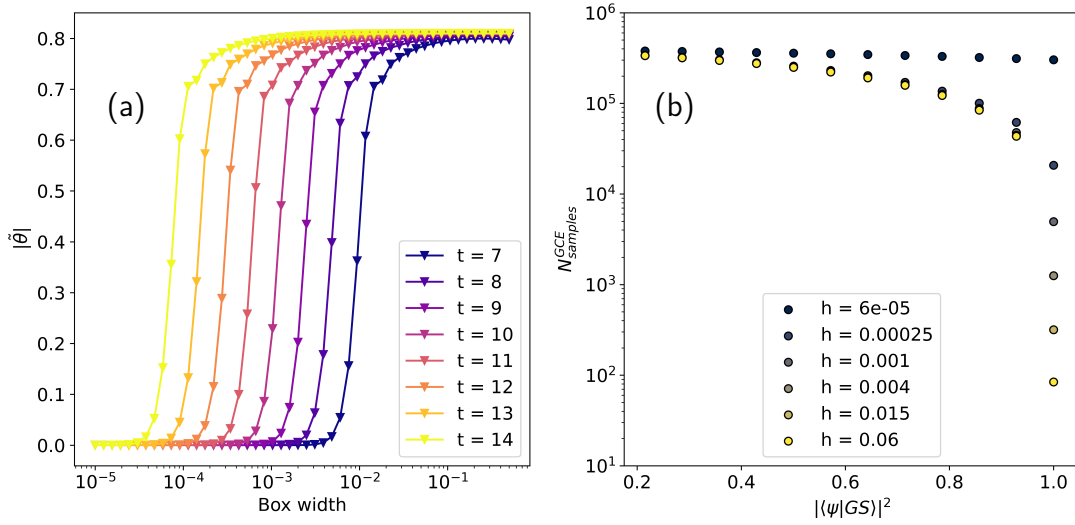 (a)
|θ̃|
0.8
0.7
0.6
0.5
0.4
0.3
0.2
0.1
0.0
10⁻⁵
10⁻⁴
10⁻³
10⁻²
10⁻¹
Box width
t = 7
t = 8
t = 9
t = 10
t = 11
t = 12
t = 13
t = 14
(b)
N^{GCE}_{samples}
10⁶
10⁵
10⁴
10³
10²
10¹
0.2
0.4
0.6
0.8
1.0
|⟨ψ|GS⟩|²
h = 6e-05
h = 0.00025
h = 0.001
h = 0.004
h = 0.015
h = 0.06